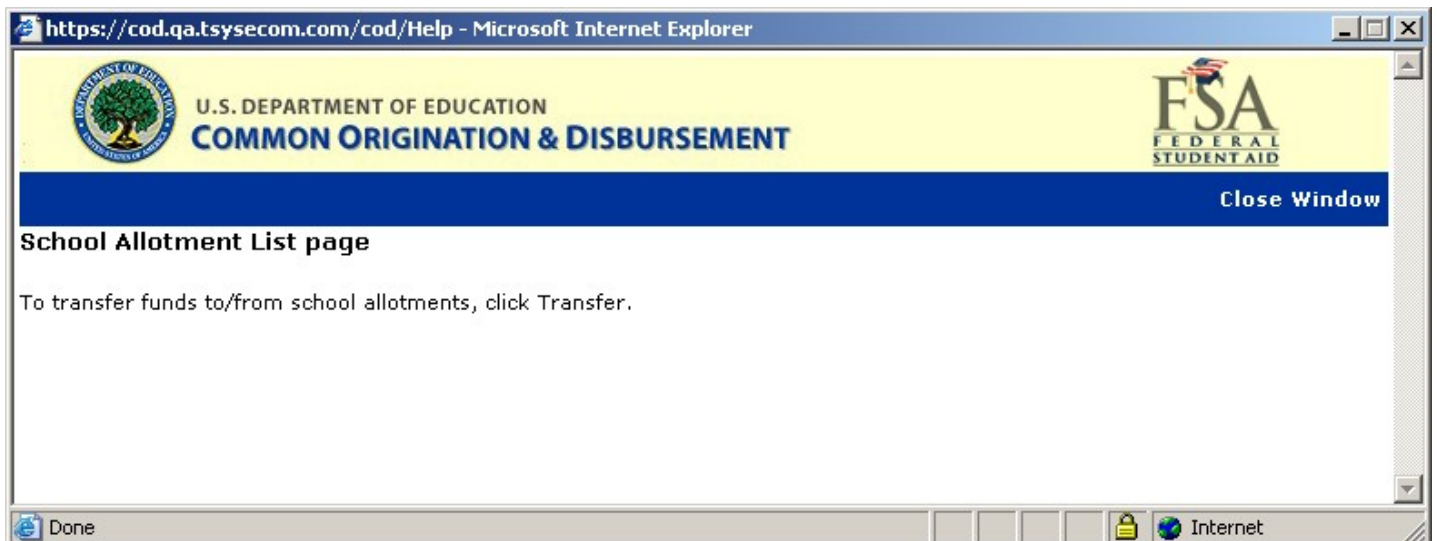 https://cod.qa.tsysecom.com/cod/Help - Microsoft Internet Explorer
U.S. DEPARTMENT OF EDUCATION
COMMON ORIGINATION & DISBURSEMENT
FSA
FEDERAL
STUDENT AID
Close Window
School Allotment List page
To transfer funds to/from school allotments, click Transfer.
Done
Internet